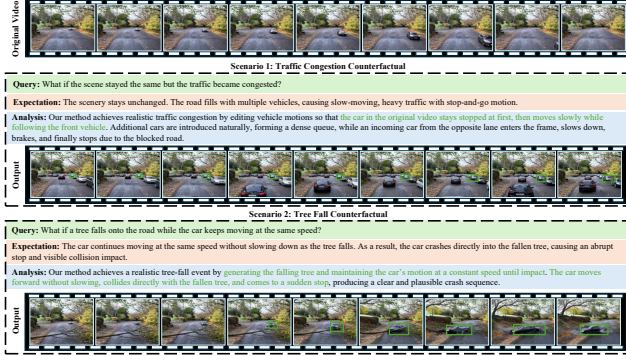 Original Video
Scenario 1: Traffic Congestion Counterfactual
Query: What if the scene stayed the same but the traffic became congested?
Expectation: The scenery stays unchanged. The road fills with multiple vehicles, causing slow-moving, heavy traffic with stop-and-go motion.
Analysis: Our method achieves realistic traffic congestion by editing vehicle motions so that the car in the original video stays stopped at first, then moves slowly while
following the front vehicle. Additional cars are introduced naturally, forming a dense queue, while an incoming car from the opposite lane enters the frame, slows down,
brakes, and finally stops due to the blocked road.
Output
Scenario 2: Tree Fall Counterfactual
Query: What if a tree falls onto the road while the car keeps moving at the same speed?
Expectation: The car continues moving at the same speed without slowing down as the tree falls. As a result, the car crashes directly into the fallen tree, causing an abrupt
stop and visible collision impact.
Analysis: Our method achieves a realistic tree-fall event by generating the falling tree and maintaining the car's motion at a constant speed until impact. The car moves
forward without slowing, collides directly with the fallen tree, and comes to a sudden stop, producing a clear and plausible crash sequence.
Output